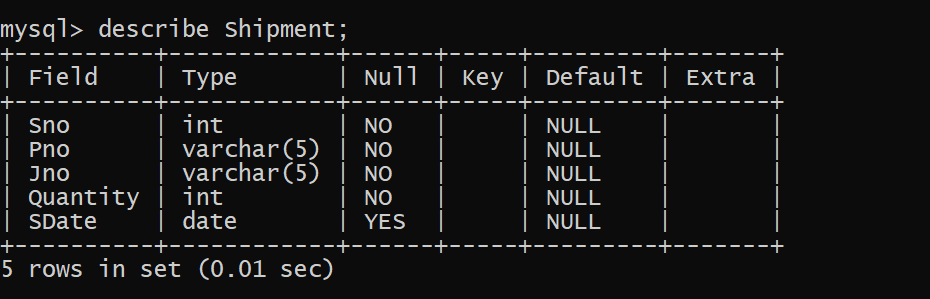 mysql> describe Shipment;
+----------+------------+------+-----+---------+-------+
| Field    | Type       | Null | Key | Default | Extra |
+----------+------------+------+-----+---------+-------+
| Sno      | int        | NO   |     | NULL    |       |
| Pno      | varchar(5) | NO   |     | NULL    |       |
| Jno      | varchar(5) | NO   |     | NULL    |       |
| Quantity | int        | NO   |     | NULL    |       |
| SDate    | date       | YES  |     | NULL    |       |
+----------+------------+------+-----+---------+-------+
5 rows in set (0.01 sec)